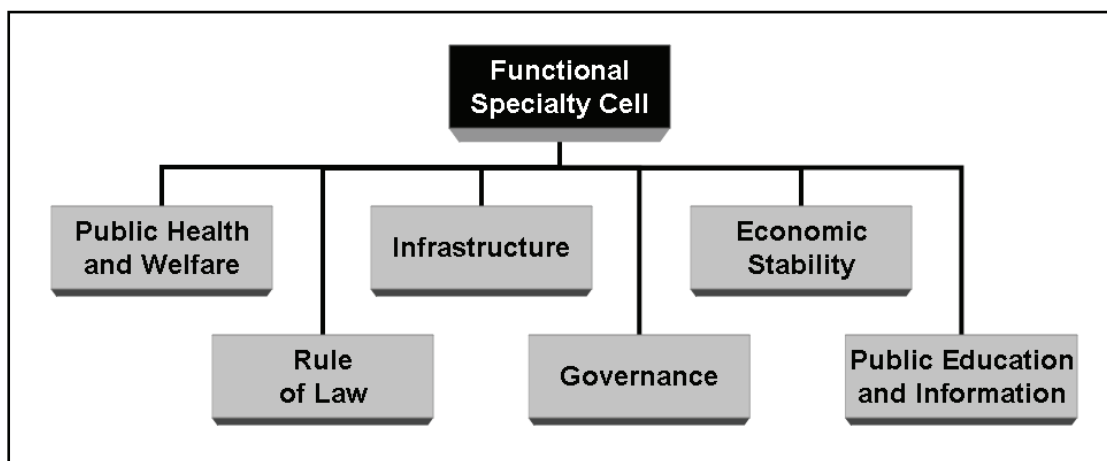 Functional
Specialty Cell
Public Health
and Welfare
Infrastructure
Economic
Stability
Rule
of Law
Governance
Public Education
and Information